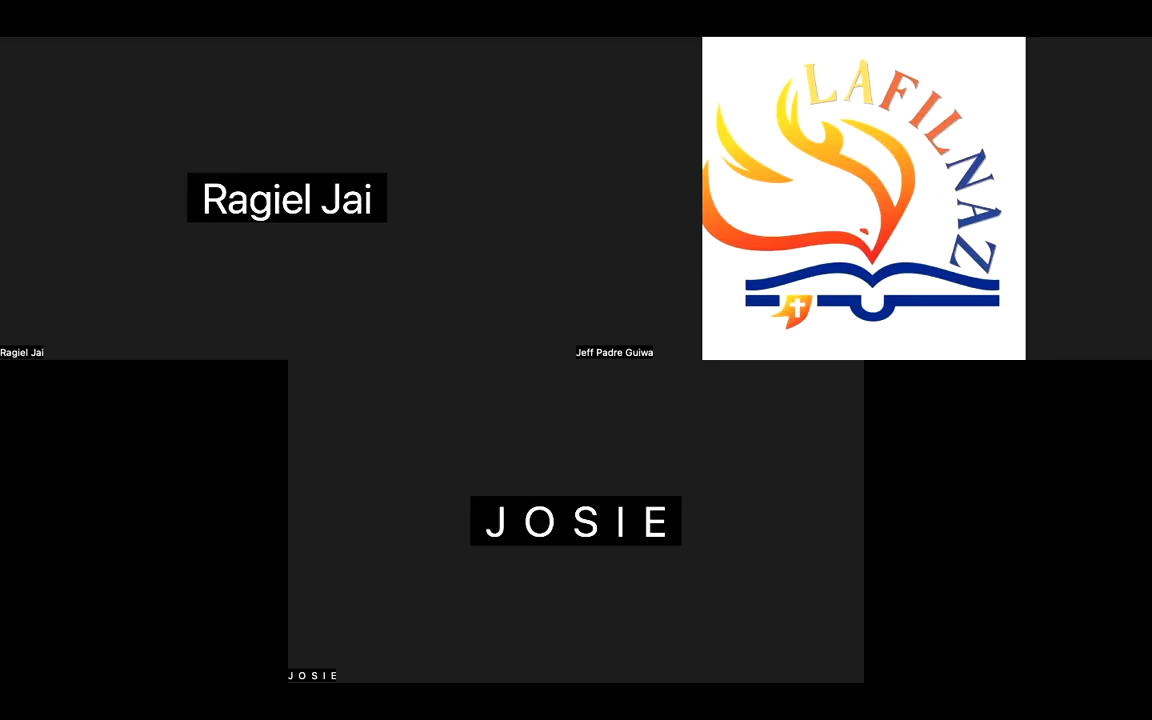 LAFILNAZ
Ragiel Jai
Ragiel Jai
Jeff Padre Guiwa
J O S I E
J O S I E